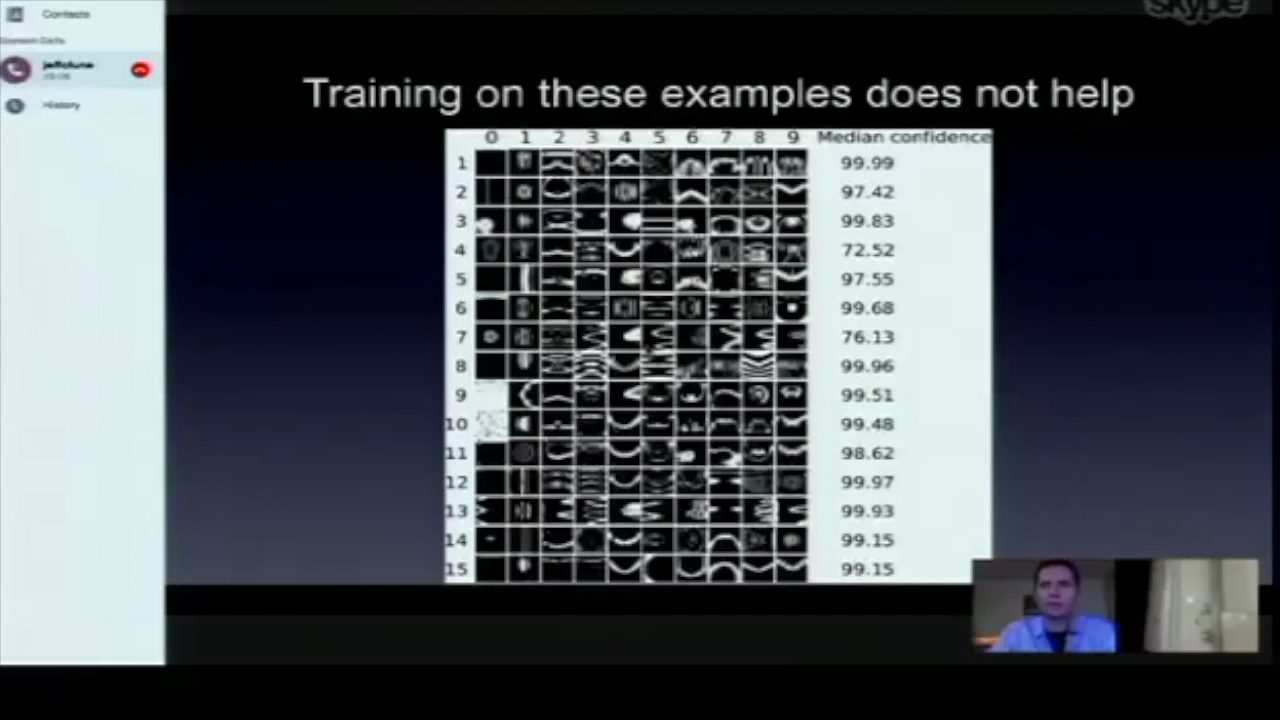 skype
Contacts
jeffclune
History
Training on these examples does not help
0 1 2 3 4 5 6 7 8 9 Median confidence
1 99.99
2 97.42
3 99.83
4 72.52
5 97.55
6 99.68
7 76.13
8 99.96
9 99.51
10 99.48
11 98.62
12 99.97
13 99.93
14 99.15
15 99.15